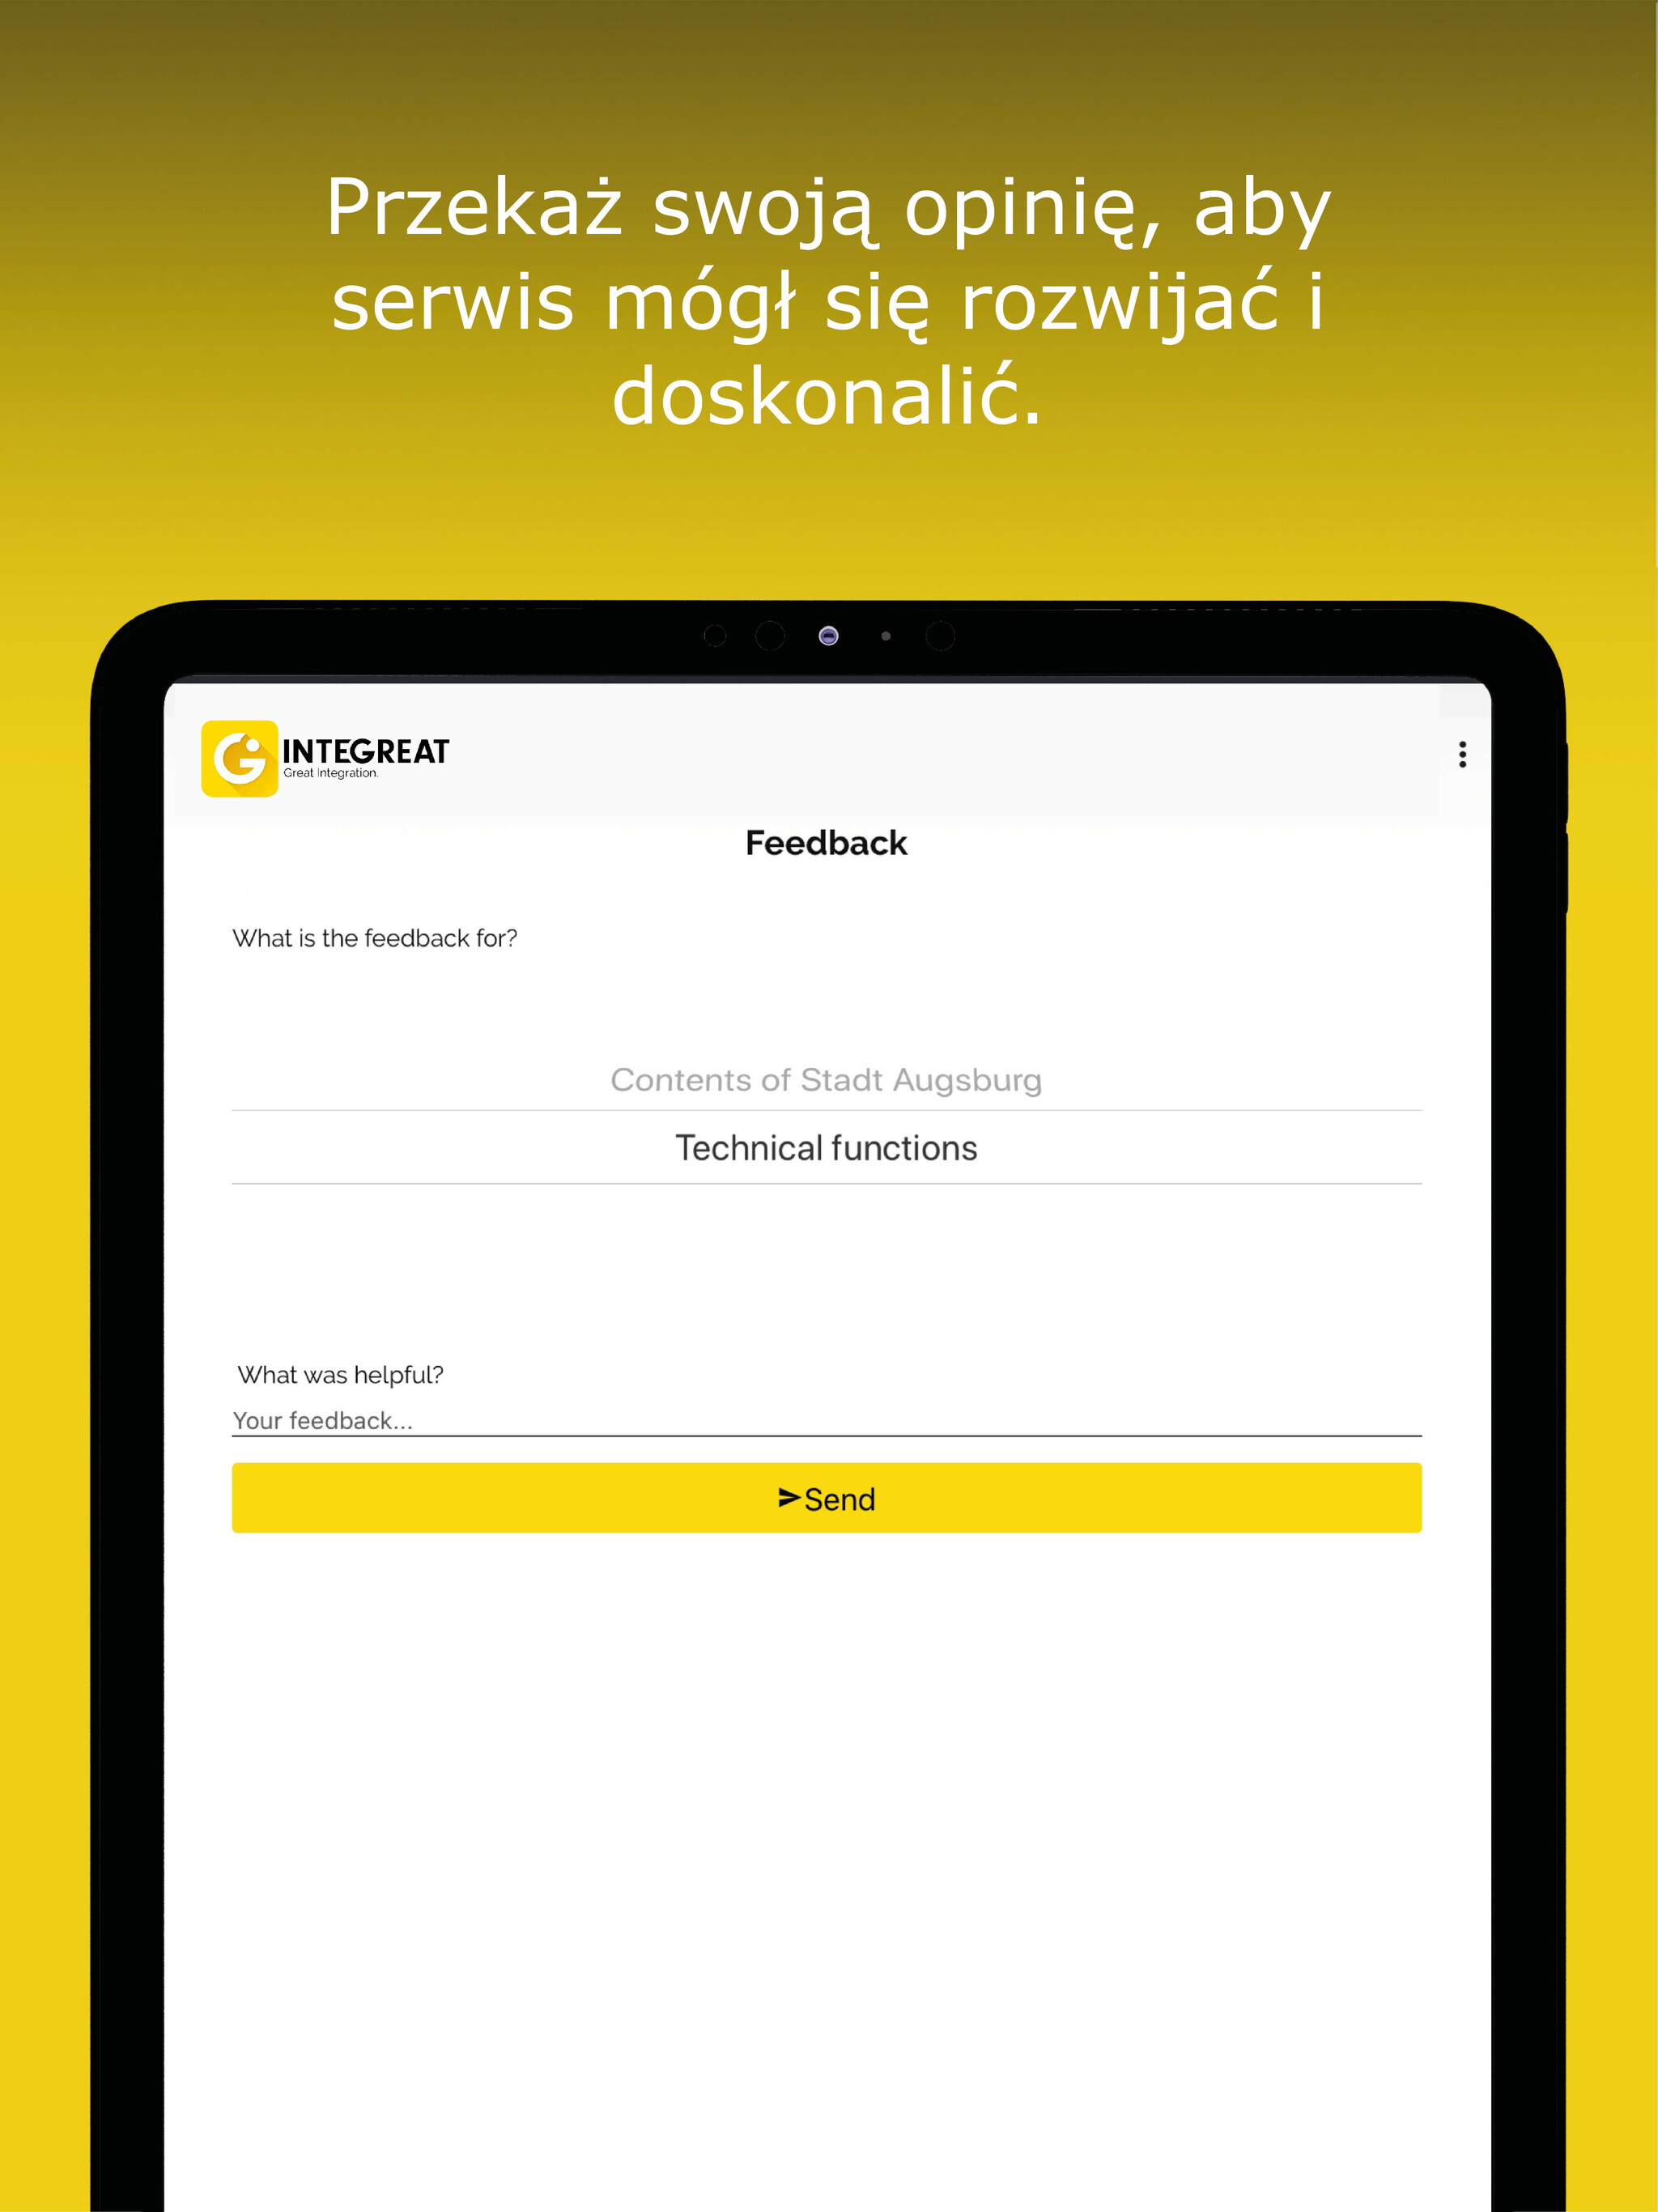 Przekaż swoją opinię, aby
serwis mógł się rozwijać i
doskonalić.
INTEGREAT
Great Integration.
Feedback
What is the feedback for?
Contents of Stadt Augsburg
Technical functions
What was helpful?
Your feedback...
Send